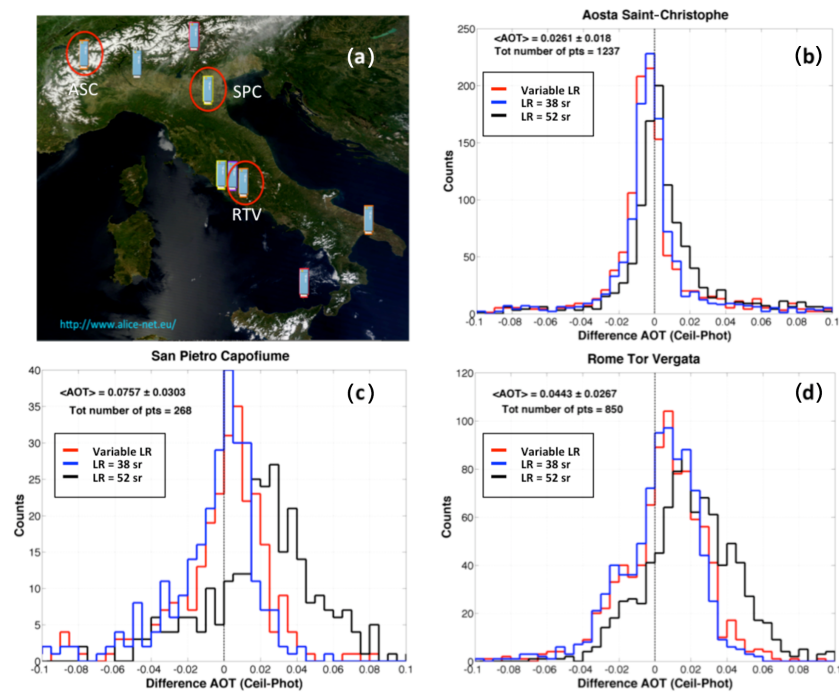 (a)
ASC
SPC
RTV
http://www.alice-net.eu/
Aosta Saint-Christophe
<AOT> = 0.0261 ± 0.018
Tot number of pts = 1237
(b)
Variable LR
LR = 38 sr
LR = 52 sr
Counts
250
200
150
100
50
0
-0.1 -0.08 -0.06 -0.04 -0.02 0 0.02 0.04 0.06 0.08 0.1
Difference AOT (Ceil-Phot)
San Pietro Capofiume
<AOT> = 0.0757 ± 0.0303
Tot number of pts = 268
(c)
Variable LR
LR = 38 sr
LR = 52 sr
Counts
40
35
30
25
20
15
10
5
0
-0.1 -0.08 -0.06 -0.04 -0.02 0 0.02 0.04 0.06 0.08 0.1
Difference AOT (Ceil-Phot)
Rome Tor Vergata
<AOT> = 0.0443 ± 0.0267
Tot number of pts = 850
(d)
Variable LR
LR = 38 sr
LR = 52 sr
Counts
120
100
80
60
40
20
0
-0.1 -0.08 -0.06 -0.04 -0.02 0 0.02 0.04 0.06 0.08 0.1
Difference AOT (Ceil-Phot)